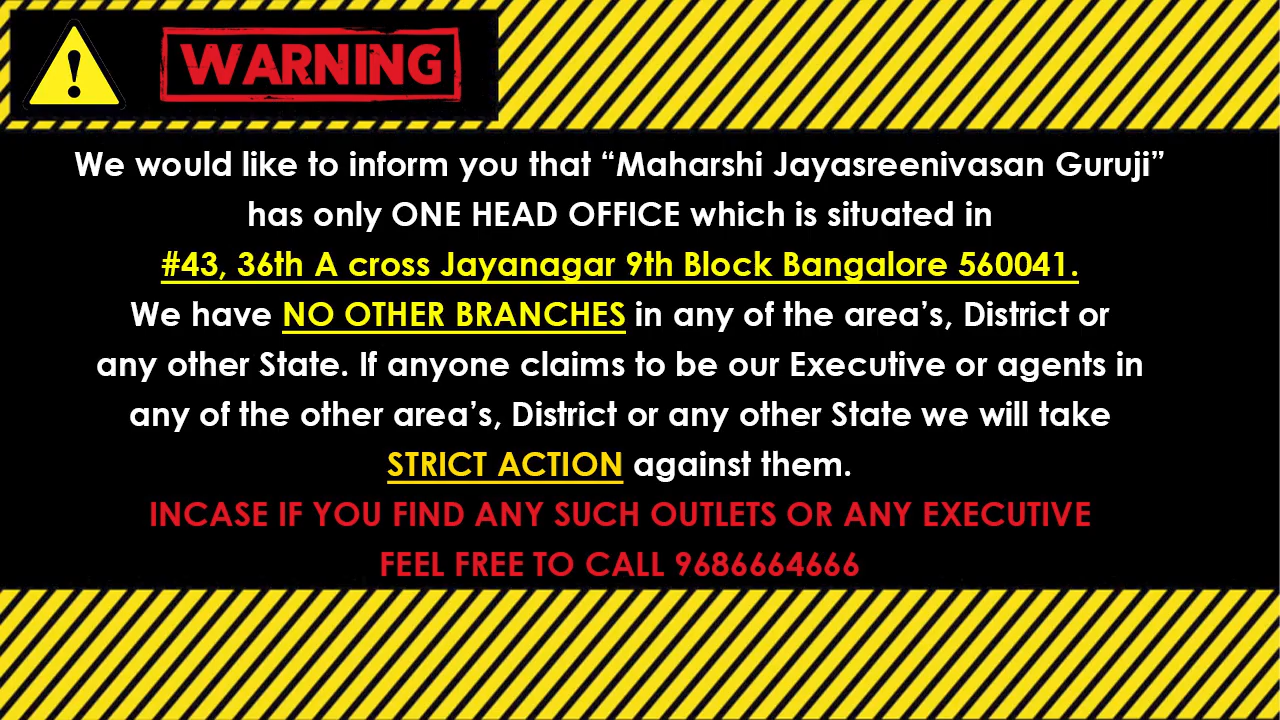 WARNING
We would like to inform you that “Maharshi Jayasreenivasan Guruji”
has only ONE HEAD OFFICE which is situated in
#43, 36th A cross Jayanagar 9th Block Bangalore 560041.
We have NO OTHER BRANCHES in any of the area’s, District or
any other State. If anyone claims to be our Executive or agents in
any of the other area’s, District or any other State we will take
STRICT ACTION against them.
INCASE IF YOU FIND ANY SUCH OUTLETS OR ANY EXECUTIVE
FEEL FREE TO CALL 9686664666